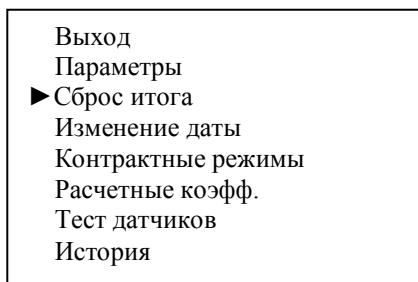 Выход
Параметры
►Сброс итога
Изменение даты
Контрактные режимы
Расчетные коэфф.
Тест датчиков
История